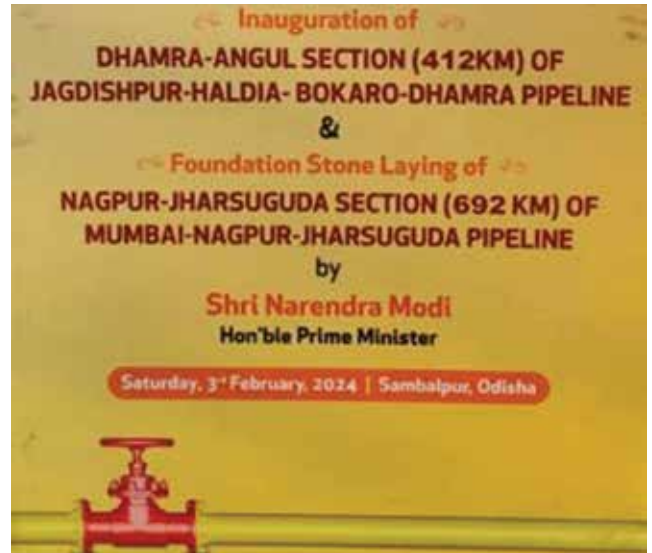 Inauguration of
DHAMRA-ANGUL SECTION (412KM) OF
JAGDISHPUR-HALDIA- BOKARO-DHAMRA PIPELINE
&
Foundation Stone Laying of
NAGPUR-JHARSUGUDA SECTION (692 KM) OF
MUMBAI-NAGPUR-JHARSUGUDA PIPELINE
by
Shri Narendra Modi
Hon'ble Prime Minister
Saturday, 3rd February, 2024 | Sambalpur, Odisha